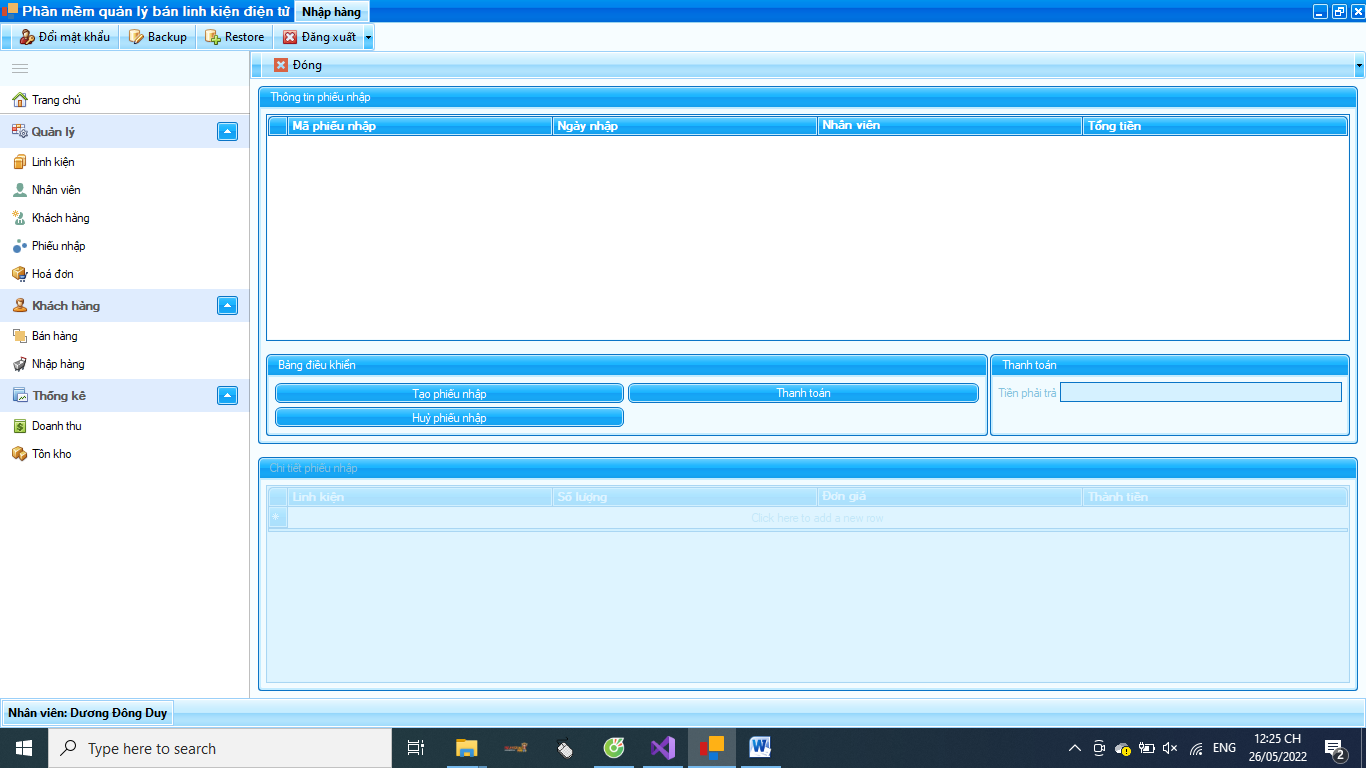 Phần mềm quản lý bán linh kiện điện tử Nhập hàng
Đổi mật khẩu Backup Restore Đăng xuất
Đóng
Trang chủ
Quản lý
Linh kiện
Nhân viên
Khách hàng
Phiếu nhập
Hoá đơn
Khách hàng
Bán hàng
Nhập hàng
Thống kê
Doanh thu
Tồn kho
Thông tin phiếu nhập
Mã phiếu nhập Ngày nhập Nhân viên Tổng tiền
Bảng điều khiển
Tạo phiếu nhập Thanh toán
Huỷ phiếu nhập
Thanh toán
Tiền phải trả
Chi tiết phiếu nhập
Linh kiện Số lượng Đơn giá Thành tiền
Click here to add a new row
Nhân viên: Dương Đông Duy
Type here to search
ENG
12:25 CH
26/05/2022
2